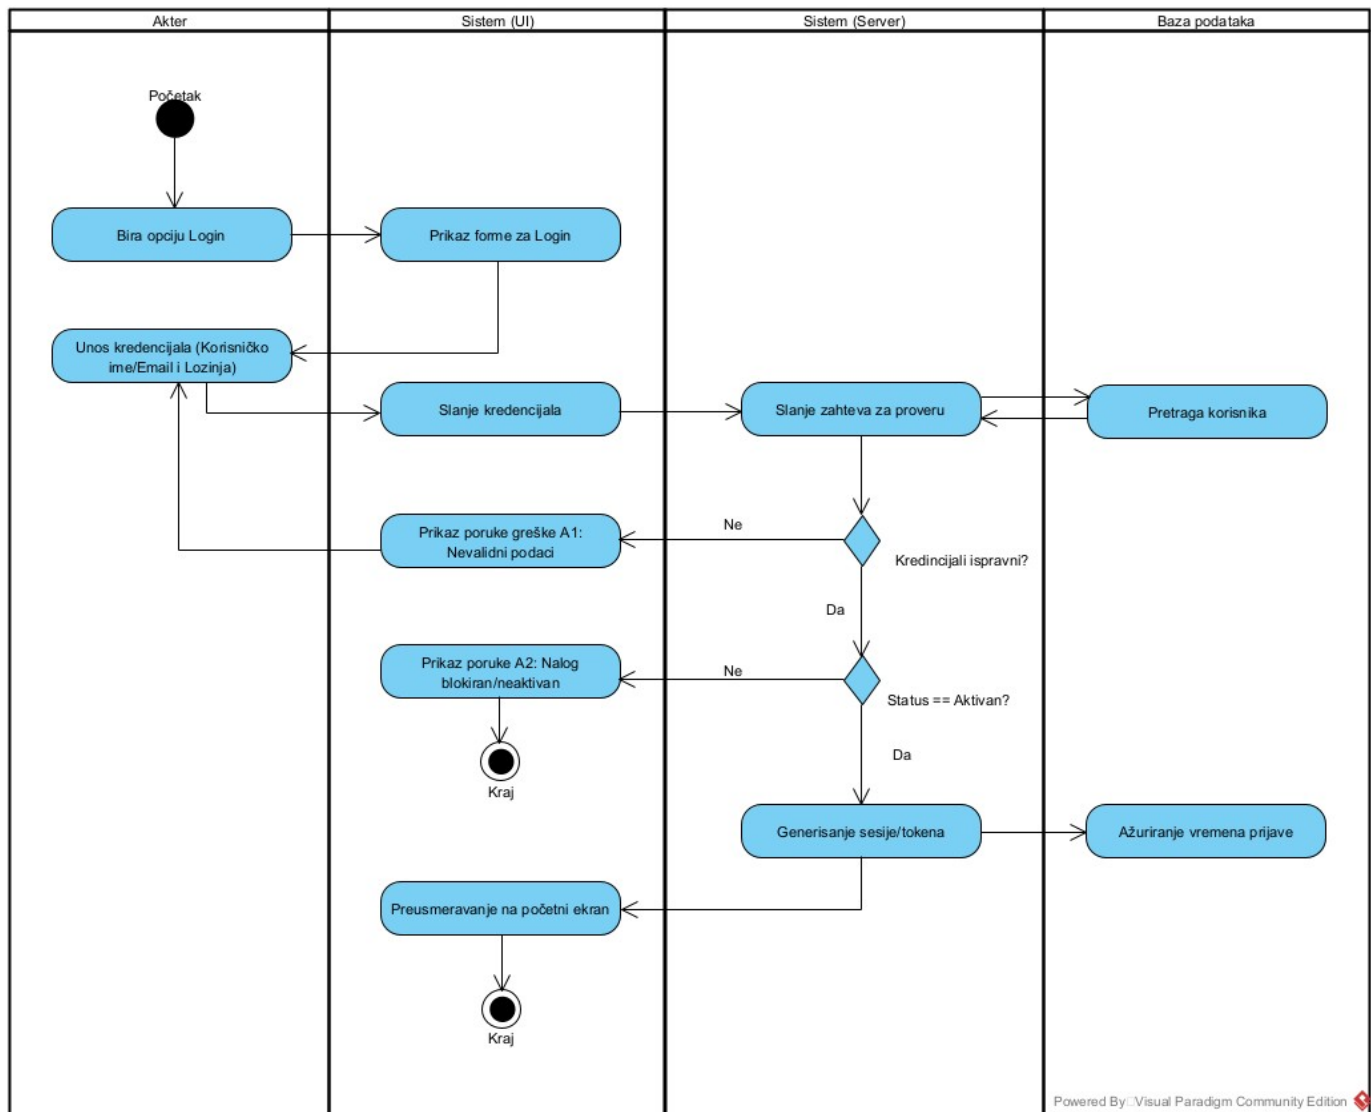 Akter
Sistem (UI)
Sistem (Server)
Baza podataka
Početak
Bira opciju Login
Prikaz forme za Login
Unos kredencijala (Korisničko
ime/Email i Lozinja)
Slanje kredencijala
Slanje zahteva za proveru
Pretraga korisnika
Prikaz poruke greške A1:
Nevalidni podaci
Ne
Kredincijali ispravni?
Da
Prikaz poruke A2: Nalog
blokiran/neaktivan
Ne
Status == Aktivan?
Da
Kraj
Generisanje sesije/tokena
Ažuriranje vremena prijave
Preusmeravanje na početni ekran
Kraj
Powered By Visual Paradigm Community Edition